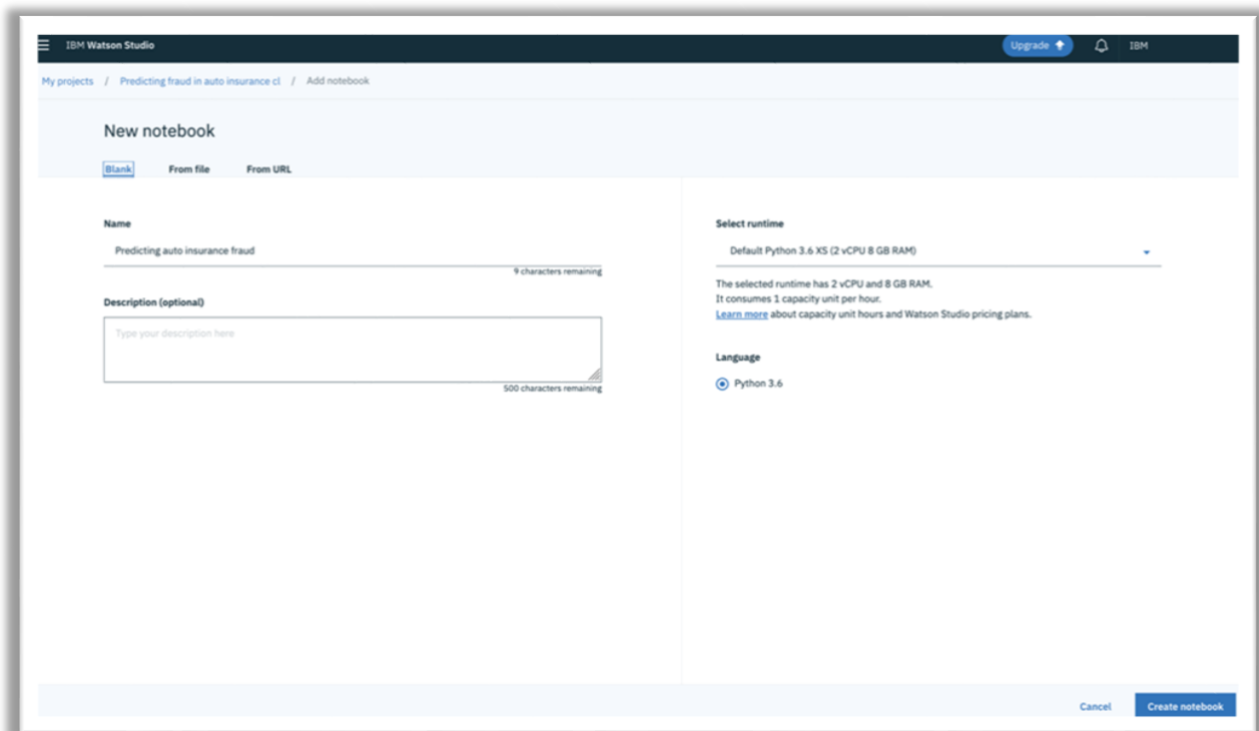 IBM Watson Studio
Upgrade
IBM
My projects / Predicting fraud in auto insurance cl / Add notebook
New notebook
Blank From file From URL
Name
Predicting auto insurance fraud
9 characters remaining
Description (optional)
Type your description here
500 characters remaining
Select runtime
Default Python 3.6 XS (2 vCPU 8 GB RAM)
The selected runtime has 2 vCPU and 8 GB RAM.
It consumes 1 capacity unit per hour.
Learn more about capacity unit hours and Watson Studio pricing plans.
Language
Python 3.6
Cancel
Create notebook